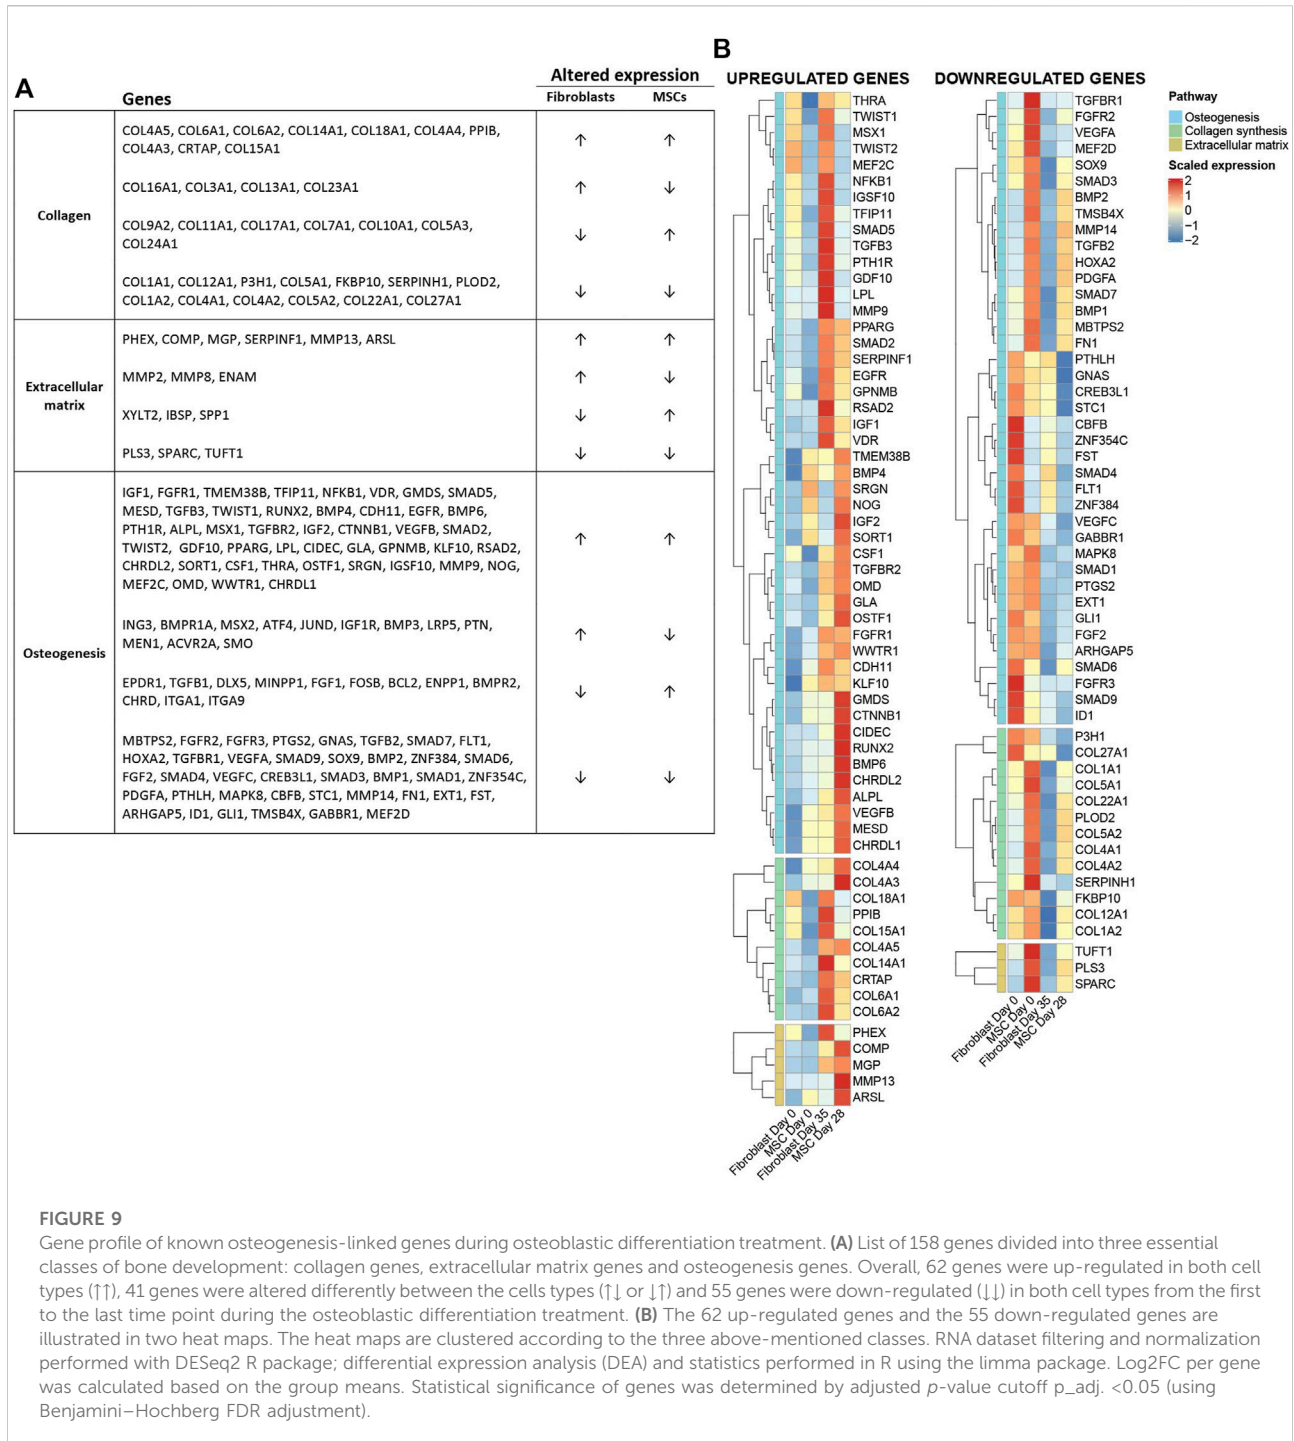 A
Altered expression
Genes
Fibroblasts
MSCs
Collagen
COL4A5, COL6A1, COL6A2, COL14A1, COL18A1, COL4A4, PPIB,
COL4A3, CRTAP, COL15A1
↑ ↑
COL16A1, COL3A1, COL13A1, COL23A1
↑ ↓
COL9A2, COL11A1, COL17A1, COL7A1, COL10A1, COL5A3,
COL24A1
↓ ↑
COL1A1, COL12A1, P3H1, COL5A1, FKBP10, SERPINH1, PLOD2,
COL1A2, COL4A1, COL4A2, COL5A2, COL22A1, COL27A1
↓ ↓
Extracellular
matrix
PHEX, COMP, MGP, SERPINF1, MMP13, ARSL
↑ ↑
MMP2, MMP8, ENAM
↑ ↓
XYLT2, IBSP, SPP1
↓ ↑
PLS3, SPARC, TUFT1
↓ ↓
Osteogenesis
IGF1, FGFR1, TMEM38B, TFIP11, NFKB1, VDR, GMDS, SMAD5,
MESD, TGFB3, TWIST1, RUNX2, BMP4, CDH11, EGFR, BMP6,
PTH1R, ALPL, MSX1, TGFBR2, IGF2, CTNNB1, VEGFB, SMAD2,
TWIST2, GDF10, PPARG, LPL, CIDEC, GLA, GPNMB, KLF10, RSAD2,
CHRDL2, SORT1, CSF1, THRA, OSTF1, SRGN, IGSF10, MMP9, NOG,
MEF2C, OMD, WWTR1, CHRDL1
↑ ↑
ING3, BMPR1A, MSX2, ATF4, JUND, IGF1R, BMP3, LRP5, PTN,
MEN1, ACVR2A, SMO
↑ ↓
EPDR1, TGFB1, DLX5, MINPP1, FGF1, FOSB, BCL2, ENPP1, BMPR2,
CHRD, ITGA1, ITGA9
↓ ↑
MBTPS2, FGFR2, FGFR3, PTGS2, GNAS, TGFB2, SMAD7, FLT1,
HOXA2, TGFBR1, VEGFA, SMAD9, SOX9, BMP2, ZNF384, SMAD6,
FGF2, SMAD4, VEGFC, CREB3L1, SMAD3, BMP1, SMAD1, ZNF354C,
PDGFA, PTHLH, MAPK8, CBFB, STC1, MMP14, FN1, EXT1, FST,
ARHGAP5, ID1, GLI1, TMSB4X, GABBR1, MEF2D
↓ ↓
B
UPREGULATED GENES
THRA
TWIST1
MSX1
TWIST2
MEF2C
NFKB1
IGSF10
TFIP11
SMAD5
TGFB3
PTH1R
GDF10
LPL
MMP9
PPARG
SMAD2
SERPINF1
EGFR
GPNMB
RSAD2
IGF1
VDR
TMEM38B
BMP4
SRGN
NOG
IGF2
SORT1
CSF1
TGFBR2
OMD
GLA
OSTF1
FGFR1
WWTR1
CDH11
KLF10
GMDS
CTNNB1
CIDEC
RUNX2
BMP6
CHRDL2
ALPL
VEGFB
MESD
CHRDL1
COL4A4
COL4A3
COL18A1
PPIB
COL15A1
COL4A5
COL14A1
CRTAP
COL6A1
COL6A2
PHEX
COMP
MGP
MMP13
ARSL
Fibroblast Day 0
MSC Day 0
Fibroblast Day 35
MSC Day 28
DOWNREGULATED GENES
TGFBR1
FGFR2
VEGFA
MEF2D
SOX9
SMAD3
BMP2
TMSB4X
MMP14
TGFB2
HOXA2
PDGFA
SMAD7
BMP1
MBTPS2
FN1
PTHLH
GNAS
CREB3L1
STC1
CBFB
ZNF354C
FST
SMAD4
FLT1
ZNF384
VEGFC
GABBR1
MAPK8
SMAD1
PTGS2
EXT1
GLI1
FGF2
ARHGAP5
SMAD6
FGFR3
SMAD9
ID1
P3H1
COL27A1
COL1A1
COL5A1
COL22A1
PLOD2
COL5A2
COL4A1
COL4A2
SERPINH1
FKBP10
COL12A1
COL1A2
TUFT1
PLS3
SPARC
Fibroblast Day 0
MSC Day 0
Fibroblast Day 35
MSC Day 28
Pathway
Osteogenesis
Collagen synthesis
Extracellular matrix
Scaled expression
2
1
0
−1
−2
FIGURE 9
Gene profile of known osteogenesis-linked genes during osteoblastic differentiation treatment. (A) List of 158 genes divided into three essential
classes of bone development: collagen genes, extracellular matrix genes and osteogenesis genes. Overall, 62 genes were up-regulated in both cell
types (↑↑), 41 genes were altered differently between the cells types (↑↓ or ↓↑) and 55 genes were down-regulated (↓↓) in both cell types from the first
to the last time point during the osteoblastic differentiation treatment. (B) The 62 up-regulated genes and the 55 down-regulated genes are
illustrated in two heat maps. The heat maps are clustered according to the three above-mentioned classes. RNA dataset filtering and normalization
performed with DESeq2 R package; differential expression analysis (DEA) and statistics performed in R using the limma package. Log2FC per gene
was calculated based on the group means. Statistical significance of genes was determined by adjusted p-value cutoff p_adj. <0.05 (using
Benjamini–Hochberg FDR adjustment).